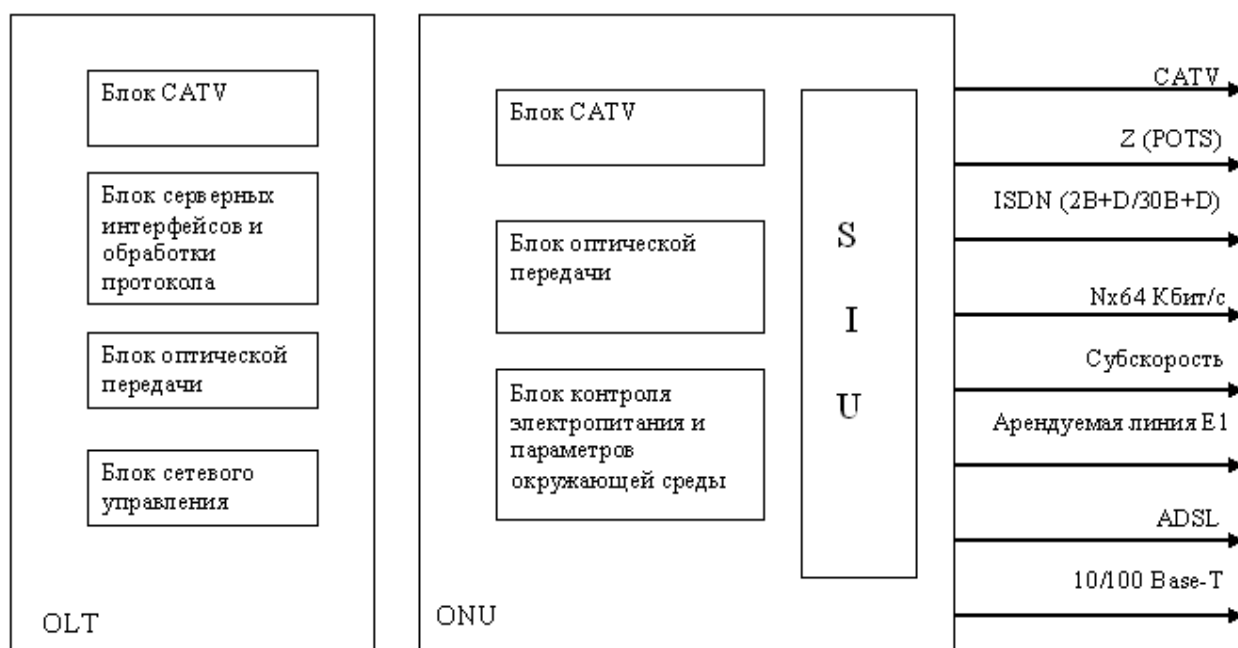 Блок CATV
Блок серверных
интерфейсов и
обработки
протокола
Блок оптической
передачи
Блок сетевого
управления
OLT
Блок CATV
Блок оптической
передачи
Блок контроля
электропитания и
параметров
окружающей среды
ONU
S
I
U
CATV
Z (POTS)
ISDN (2B+D/30B+D)
Nx64 Кбит/с
Субскорость
Арендуемая линия E1
ADSL
10/100 Base-T